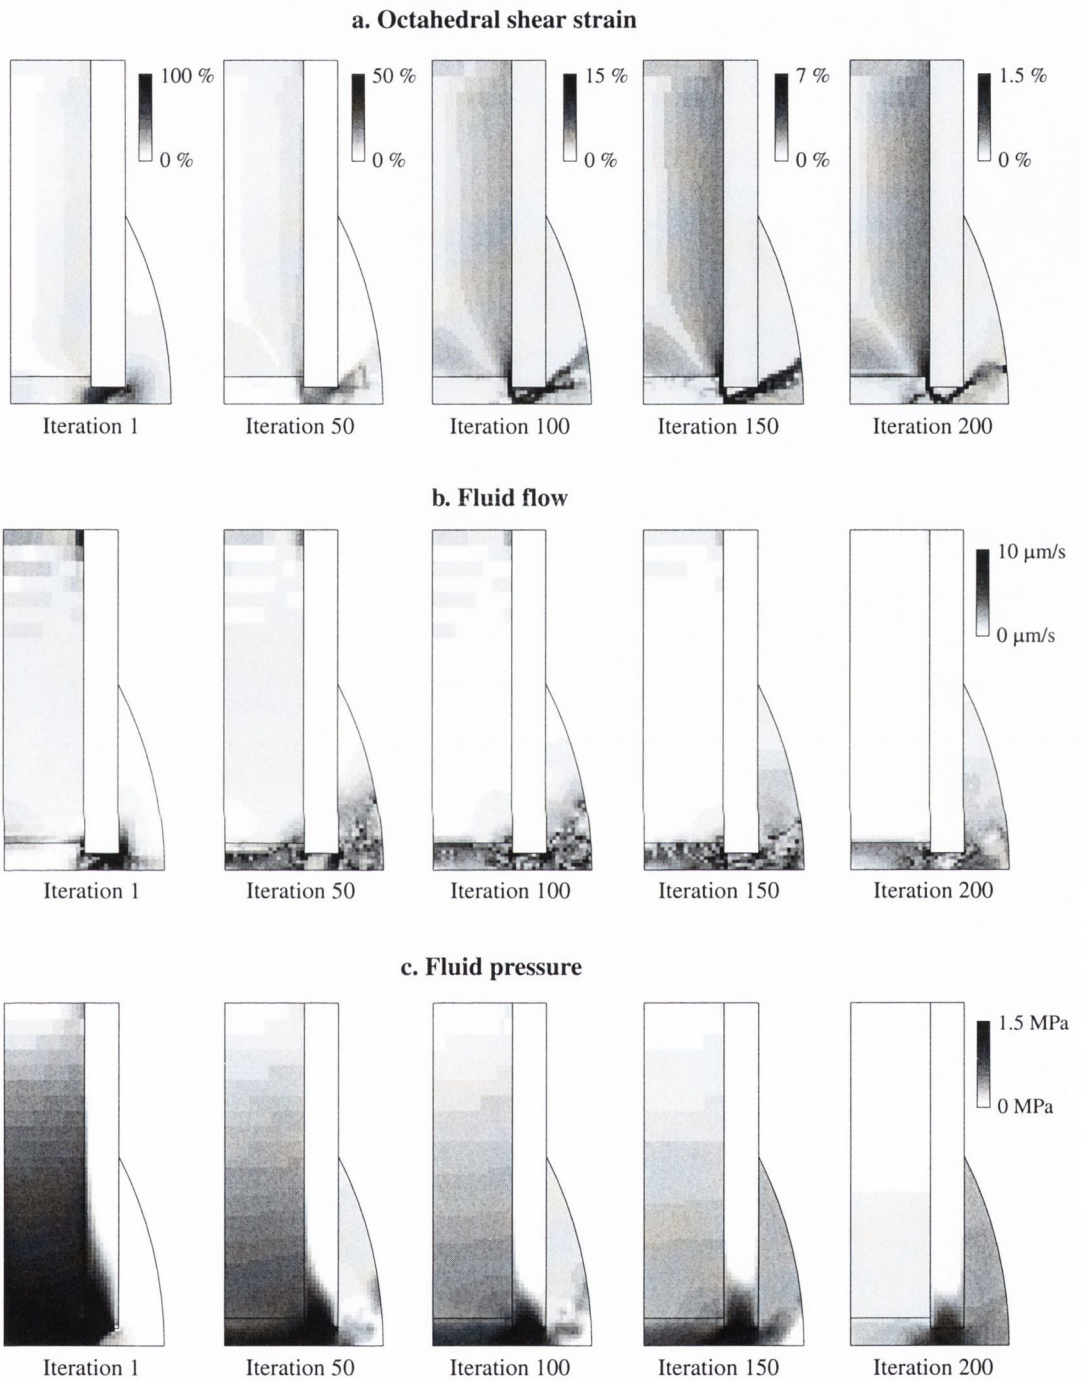 a. Octahedral shear strain
100 %
0 %
50 %
0 %
15 %
0 %
7 %
0 %
1.5 %
0 %
Iteration 1
Iteration 50
Iteration 100
Iteration 150
Iteration 200
b. Fluid flow
10 μm/s
0 μm/s
Iteration 1
Iteration 50
Iteration 100
Iteration 150
Iteration 200
c. Fluid pressure
1.5 MPa
0 MPa
Iteration 1
Iteration 50
Iteration 100
Iteration 150
Iteration 200